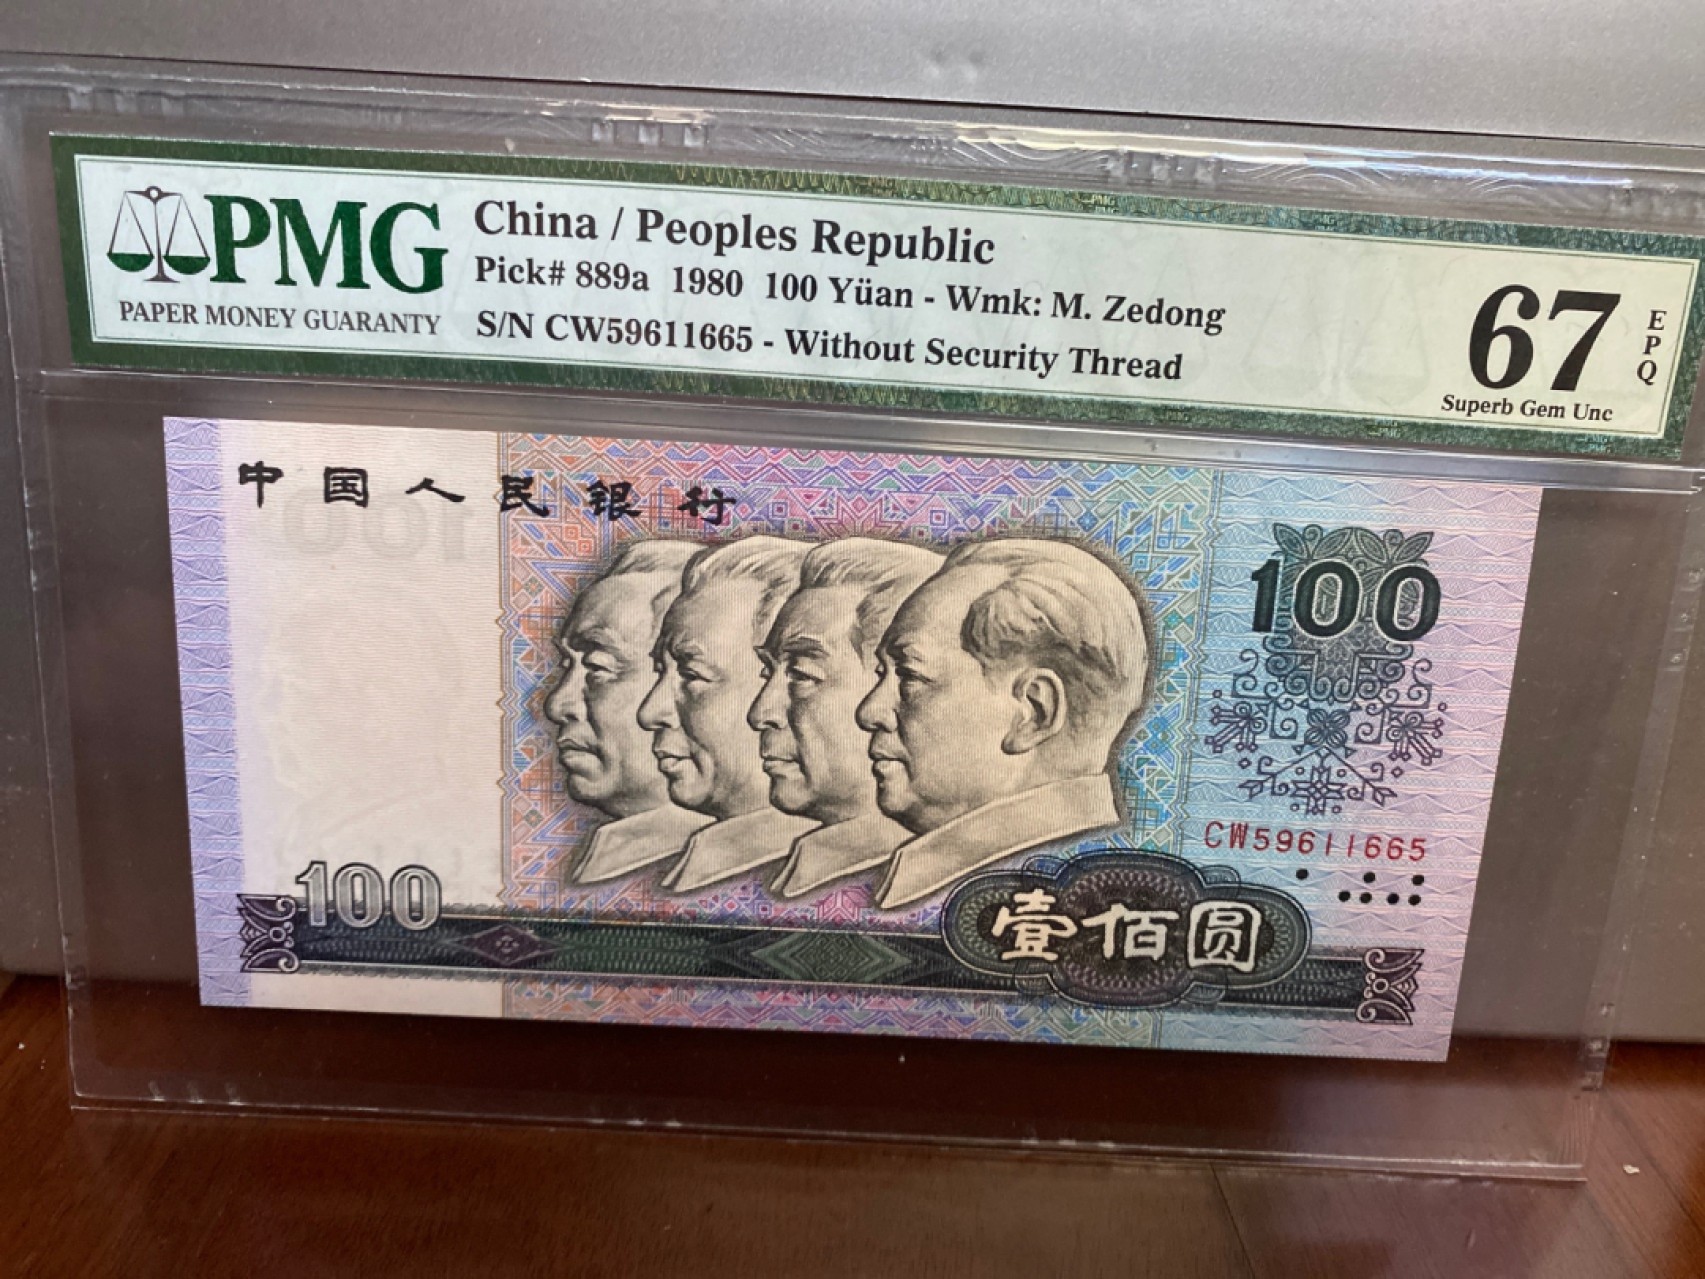 PMG
PAPER MONEY GUARANTY
China / Peoples Republic
Pick# 889a 1980 100 Yüan - Wmk: M. Zedong
S/N CW59611665 - Without Security Thread
67
EPQ
Superb Gem Unc
中国人民银行
100
CW59611665
100
壹佰圆